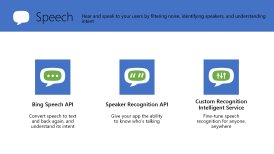 Speech
Hear and speak to your users by filtering noise, identifying speakers, and understanding
intent
Bing Speech API
Convert speech to text
and back again, and
understand its intent
Speaker Recognition API
Give your app the ability
to know who's talking
Custom Recognition
Intelligent Service
Fine-tune speech
recognition for anyone,
anywhere